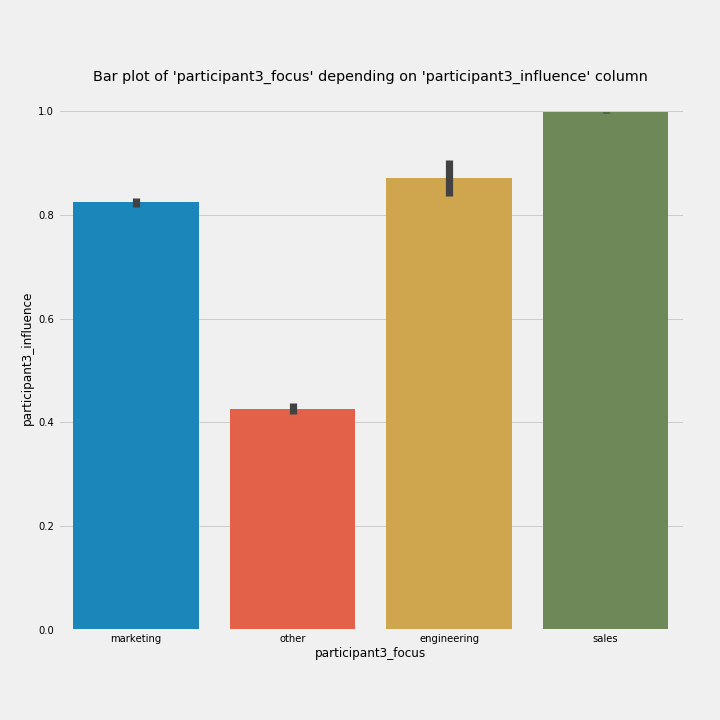 Bar plot of 'participant3_focus' depending on 'participant3_influence' column
1.0
0.8
0.6
0.4
0.2
0.0
participant3_influence
marketing
other
engineering
sales
participant3_focus